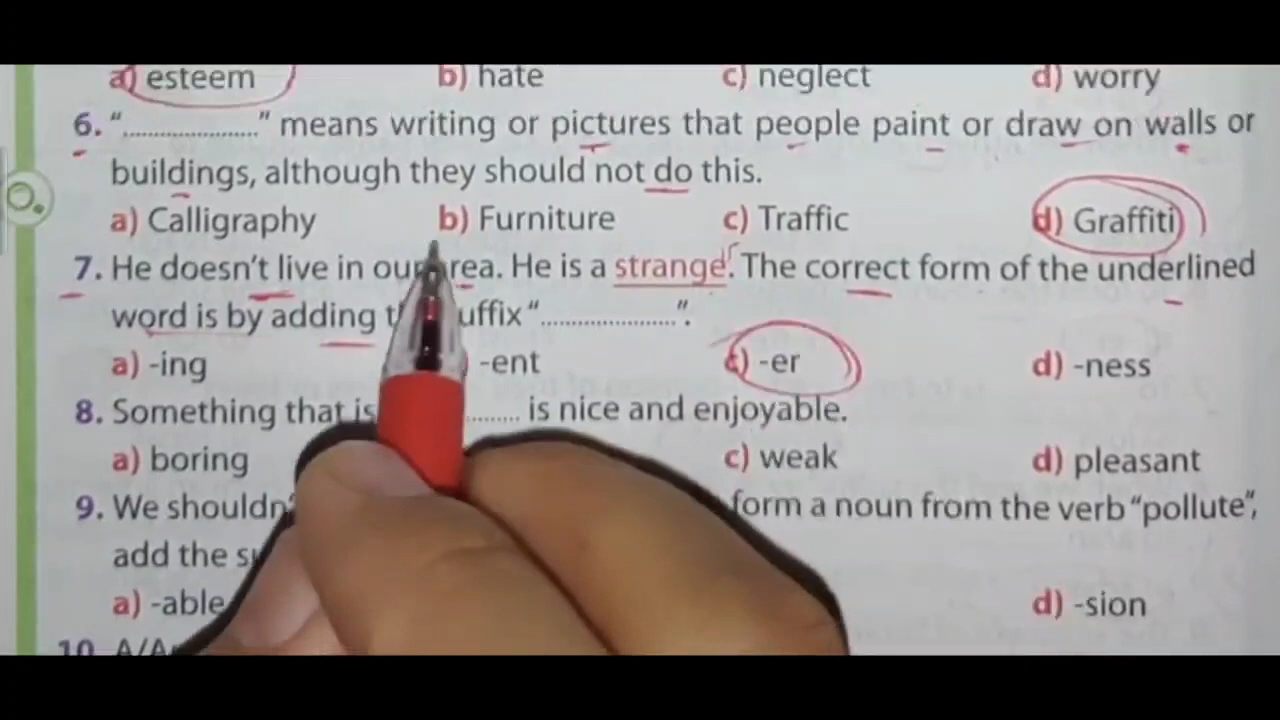 a) esteem b) hate c) neglect d) worry
6. "....................." means writing or pictures that people paint or draw on walls or
buildings, although they should not do this.
a) Calligraphy b) Furniture c) Traffic d) Graffiti
7. He doesn't live in our area. He is a strange. The correct form of the underlined
word is by adding suffix ".....................".
a) -ing -ent c) -er d) -ness
8. Something that is ......... is nice and enjoyable.
a) boring c) weak d) pleasant
9. We form a noun from the verb "pollute",
add the
a) -able d) -sion
10.